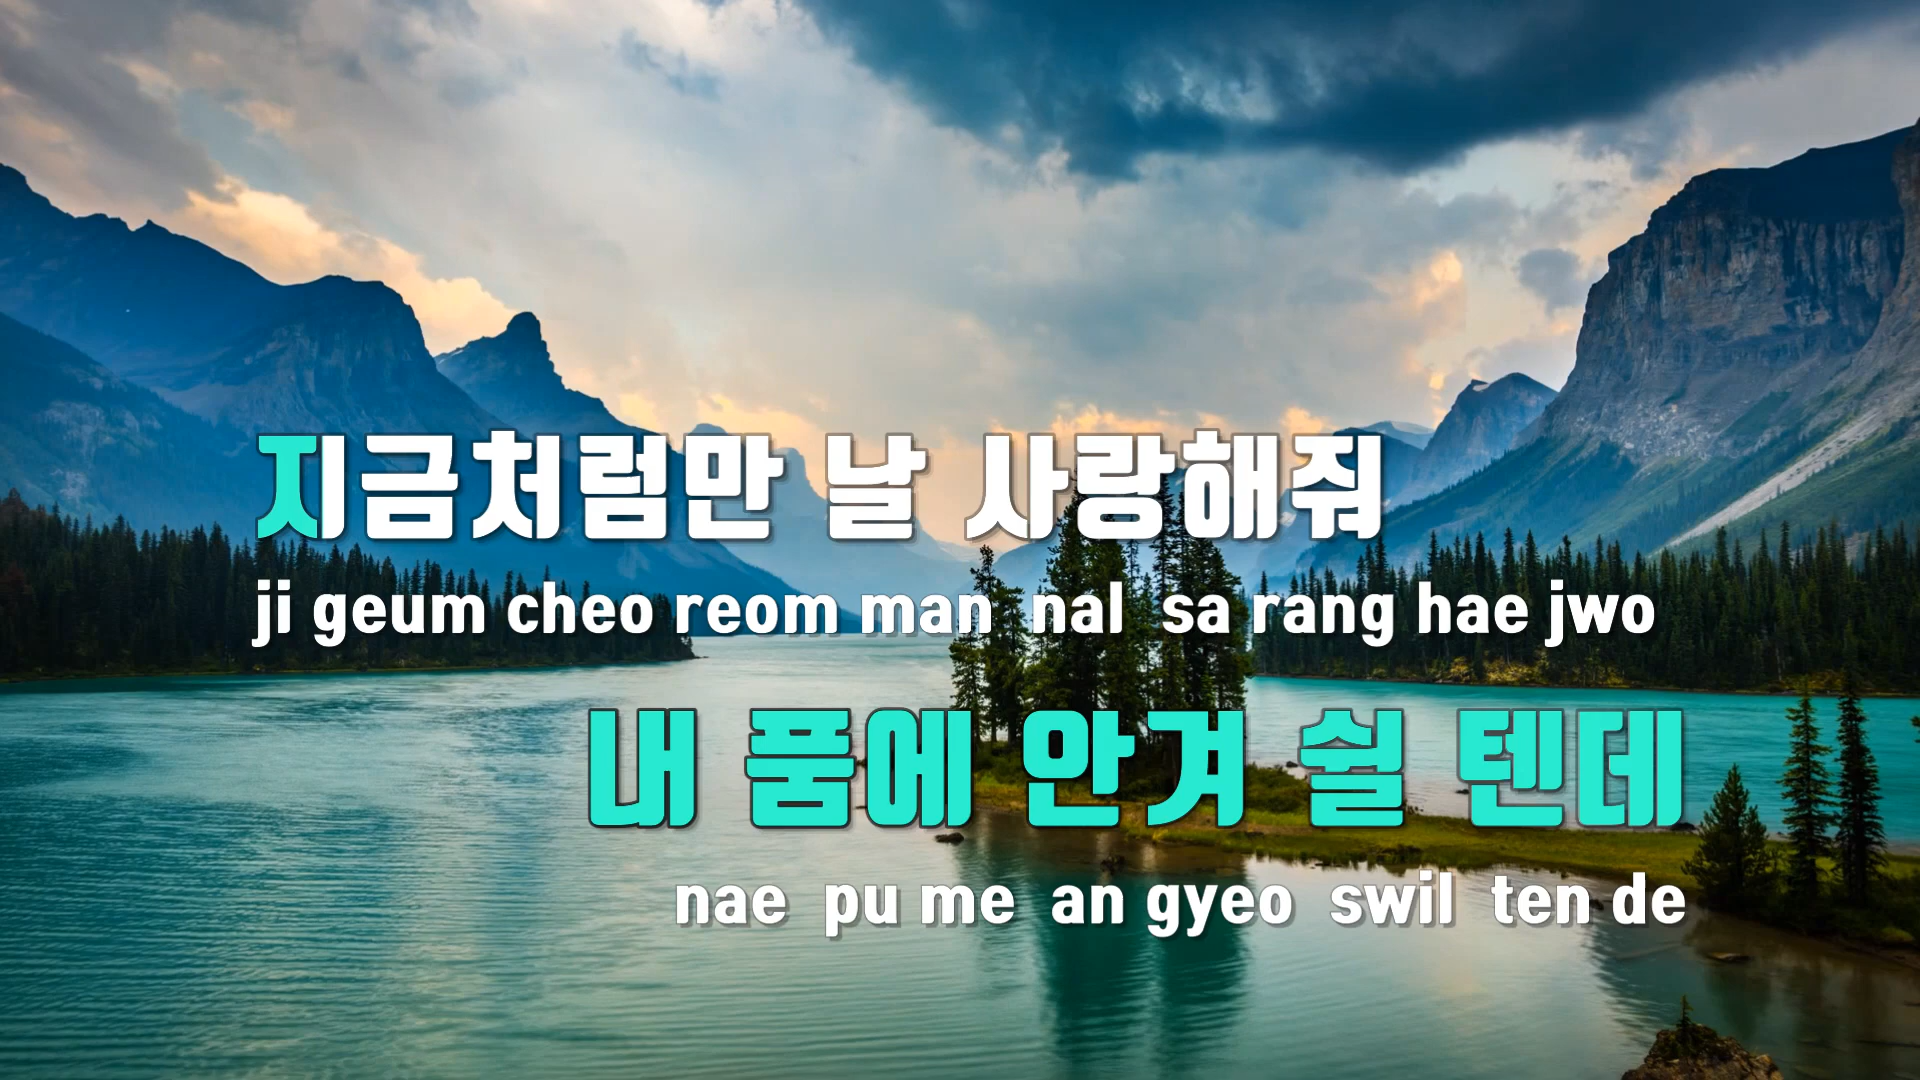 지금처럼만 날 사랑해줘
ji geum cheo reom man nal sa rang hae jwo
내 품에 안겨 쉴 텐데
nae pu me an gyeo swil ten de